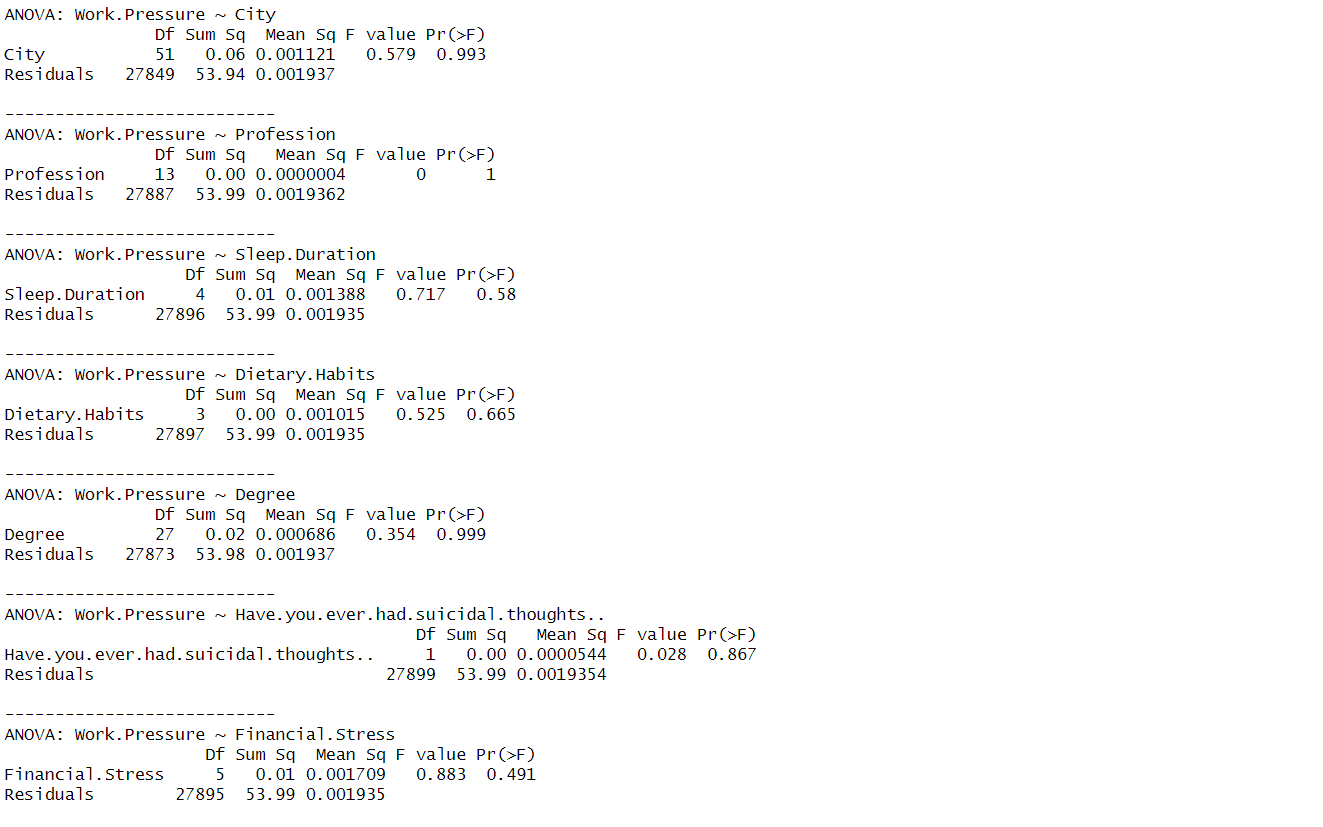 ANOVA: Work.Pressure ~ City
               Df Sum Sq  Mean Sq F value Pr(>F)
City           51   0.06 0.001121   0.579  0.993
Residuals   27849  53.94 0.001937
---------------------------
ANOVA: Work.Pressure ~ Profession
               Df Sum Sq   Mean Sq F value Pr(>F)
Profession     13   0.00 0.0000004       0      1
Residuals   27887  53.99 0.0019362
---------------------------
ANOVA: Work.Pressure ~ Sleep.Duration
                  Df Sum Sq  Mean Sq F value Pr(>F)
Sleep.Duration     4   0.01 0.001388   0.717   0.58
Residuals      27896  53.99 0.001935
---------------------------
ANOVA: Work.Pressure ~ Dietary.Habits
                  Df Sum Sq  Mean Sq F value Pr(>F)
Dietary.Habits     3   0.00 0.001015   0.525  0.665
Residuals      27897  53.99 0.001935
---------------------------
ANOVA: Work.Pressure ~ Degree
               Df Sum Sq  Mean Sq F value Pr(>F)
Degree         27   0.02 0.000686   0.354  0.999
Residuals   27873  53.98 0.001937
---------------------------
ANOVA: Work.Pressure ~ Have.you.ever.had.suicidal.thoughts..
                                         Df Sum Sq   Mean Sq F value Pr(>F)
Have.you.ever.had.suicidal.thoughts..     1   0.00 0.0000544   0.028  0.867
Residuals                             27899  53.99 0.0019354
---------------------------
ANOVA: Work.Pressure ~ Financial.Stress
                    Df Sum Sq  Mean Sq F value Pr(>F)
Financial.Stress     5   0.01 0.001709   0.883  0.491
Residuals        27895  53.99 0.001935